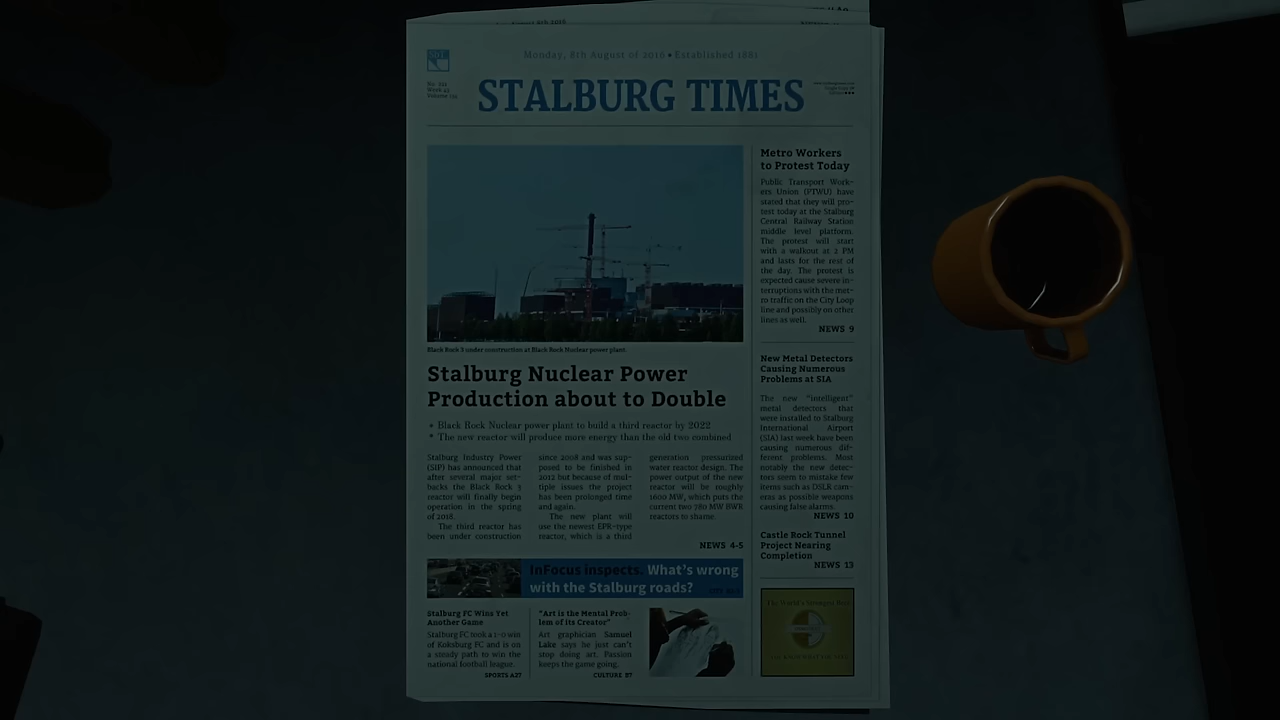 Monday, 8th August of 2016 • Established 1881
STALBURG TIMES
Black Rock 3 under construction at Black Rock Nuclear power plant.
Stalburg Nuclear Power
Production about to Double
• Black Rock Nuclear power plant to build a third reactor by 2022
• The new reactor will produce more energy than the old two combined
Stalburg Industry Power
(SIP) has announced that
after several major set-
backs the Black Rock 3
reactor will finally begin
operation in the spring
of 2018.
The third reactor has
been under construction
since 2008 and was sup-
posed to be finished in
2012 but because of mul-
tiple issues the project
has been prolonged time
and again.
The new plant will
use the newest EPR-type
reactor, which is a third
generation pressurized
water reactor design. The
power output of the new
reactor will be roughly
1600 MW, which puts the
current two 780 MW BWR
reactors to shame.
NEWS 4-5
InFocus inspects. What's wrong
with the Stalburg roads?
Stalburg FC Wins Yet
Another Game
Stalburg FC took a 1-0 win
of Koksburg FC and is on
a steady path to win the
national football league.
SPORTS A27
"Art is the Mental Prob-
lem of its Creator"
Art graphician Samuel
Lake says he just can't
stop doing art. Passion
keeps the game going.
CULTURE B7
Metro Workers
to Protest Today
Public Transport Work-
ers Union (PTWU) have
stated that they will pro-
test today at the Stalburg
Central Railway Station
middle level platform.
The protest will start
with a walkout at 2 PM
and lasts for the rest of
the day. The protest is
expected cause severe in-
terruptions with the met-
ro traffic on the City Loop
line and possibly on other
lines as well.
NEWS 9
New Metal Detectors
Causing Numerous
Problems at SIA
The new "intelligent"
metal detectors that
were installed to Stalburg
International Airport
(SIA) last week have been
causing numerous dif-
ferent problems. Most
notably the new detec-
tors seem to mistake few
items such as DSLR cam-
eras as possible weapons
causing false alarms.
NEWS 10
Castle Rock Tunnel
Project Nearing
Completion
NEWS 13